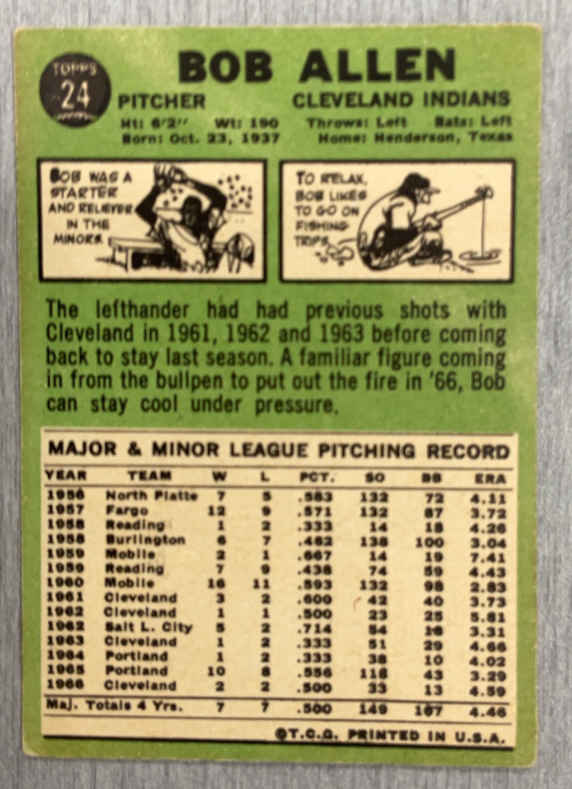 TOPPS
24
BOB ALLEN
PITCHER CLEVELAND INDIANS
Ht: 6'2" Wt: 190 Throws: Left Bats: Left
Born: Oct. 23, 1937 Home: Henderson, Texas
BOB WAS A
STARTER
AND RELIEVER
IN THE
MINORS.
TO RELAX,
BOB LIKES
TO GO ON
FISHING
TRIPS.
The lefthander had had previous shots with
Cleveland in 1961, 1962 and 1963 before coming
back to stay last season. A familiar figure coming
in from the bullpen to put out the fire in '66, Bob
can stay cool under pressure.
MAJOR & MINOR LEAGUE PITCHING RECORD
YEAR TEAM W L PCT. SO BB ERA
1956 North Platte 7 5 .583 132 72 4.11
1957 Fargo 12 9 .571 132 87 3.72
1958 Reading 1 2 .333 14 18 4.26
1958 Burlington 6 7 .462 138 100 3.04
1959 Mobile 2 1 .667 14 19 7.41
1959 Reading 7 9 .438 74 59 4.43
1960 Mobile 16 11 .593 132 98 2.83
1961 Cleveland 3 2 .600 42 40 3.73
1962 Cleveland 1 1 .500 23 25 5.81
1962 Salt L. City 5 2 .714 54 16 3.31
1963 Cleveland 1 2 .333 51 29 4.66
1964 Portland 1 2 .333 38 10 4.02
1965 Portland 10 8 .556 118 43 3.29
1966 Cleveland 2 2 .500 33 13 4.59
Maj. Totals 4 Yrs. 7 7 .500 149 107 4.46
©T.C.G. PRINTED IN U.S.A.